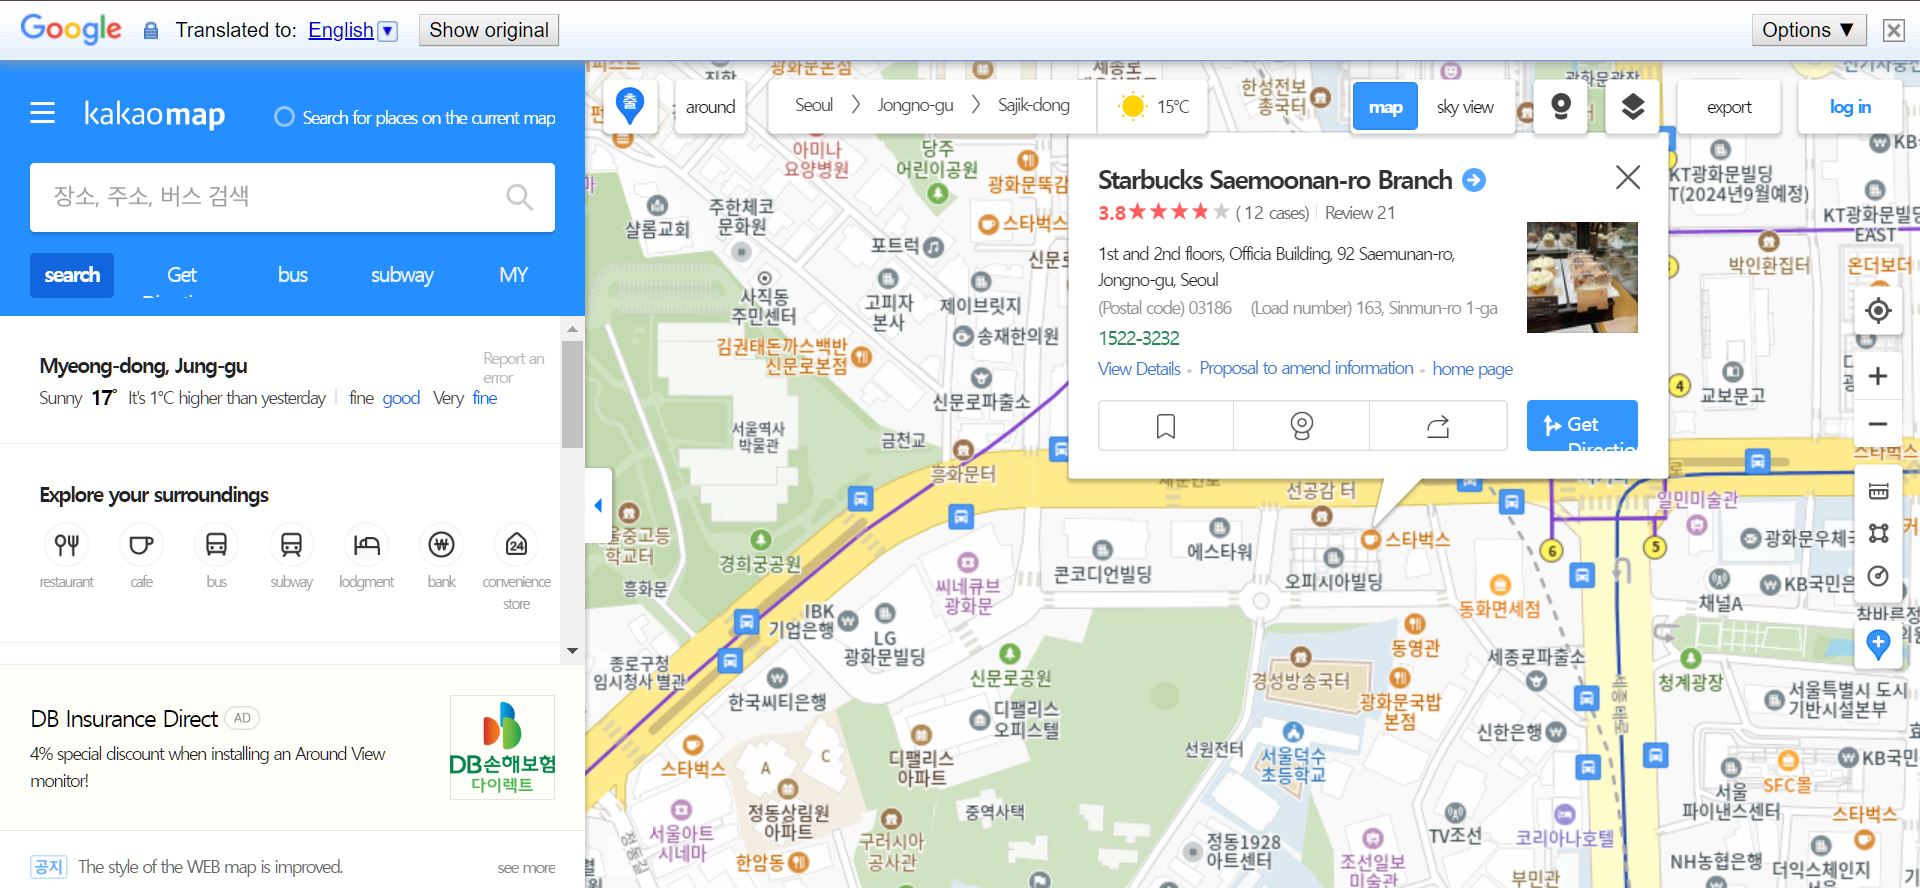 Google
Translated to: English
Show original
Options ▼
kakaomap
Search for places on the current map
장소, 주소, 버스 검색
search
Get
bus
subway
MY
Myeong-dong, Jung-gu
Report an
error
Sunny 17° It's 1°C higher than yesterday fine good Very fine
Explore your surroundings
restaurant
cafe
bus
subway
lodgment
bank
convenience
store
24
DB Insurance Direct AD
4% special discount when installing an Around View
monitor!
DB손해보험
다이렉트
공지 The style of the WEB map is improved.
see more
출
around
Seoul
Jongno-gu
Sajik-dong
15°C
map
sky view
export
log in
Starbucks Saemoonan-ro Branch
3.8 ( 12 cases) Review 21
1st and 2nd floors, Officia Building, 92 Saemunan-ro,
Jongno-gu, Seoul
(Postal code) 03186 (Load number) 163, Sinmun-ro 1-ga
1522-3232
View Details
Proposal to amend information
home page
Get
Directio
광화문본점
한성전보
총국터
아미나
요양병원
당주
어린이공원
광화문뚝감
KT광화문빌딩
T(2024년9월예정)
KT광화문빌딩
EAST
샬롬교회
주한체코
문화원
포트럭
스타벅스
신문로
박인환집터
온더보더
사직동
주민센터
고피자
본사
제이브릿지
송재한의원
김권태돈까스백반
신문로본점
신문로파출소
4
교보문고
서울역사
박물관
금천교
흥화문터
선공감 터
스타벅스
일민미술관
울중고등
학교터
경희궁공원
흥화문
씨네큐브
광화문
콘코디언빌딩
에스타워
오피시아빌딩
스타벅스
6
5
광화문우체국
KB국민은
채널A
동화면세점
IBK
기업은행
LG
광화문빌딩
종로구청
임시청사 별관
한국씨티은행
신문로공원
디팰리스
오피스텔
디팰리스
아파트
경성방송국터
동영관
광화문국밥
본점
세종로파출소
청계광장
세종대로
서울특별시 도시
기반시설본부
신한은행
선원전터
서울덕수
초등학교
스타벅스
A
C
정동상림원
아파트
중역사택
서울아트
시네마
한암동
구러시아
공사관
정동길
정동1928
아트센터
조선일보
미술관
TV조선
코리아나호텔
서울
파이낸스센터
SFC몰
KB국민
스타벅스
NH농협은행
더익스체인지
부민관